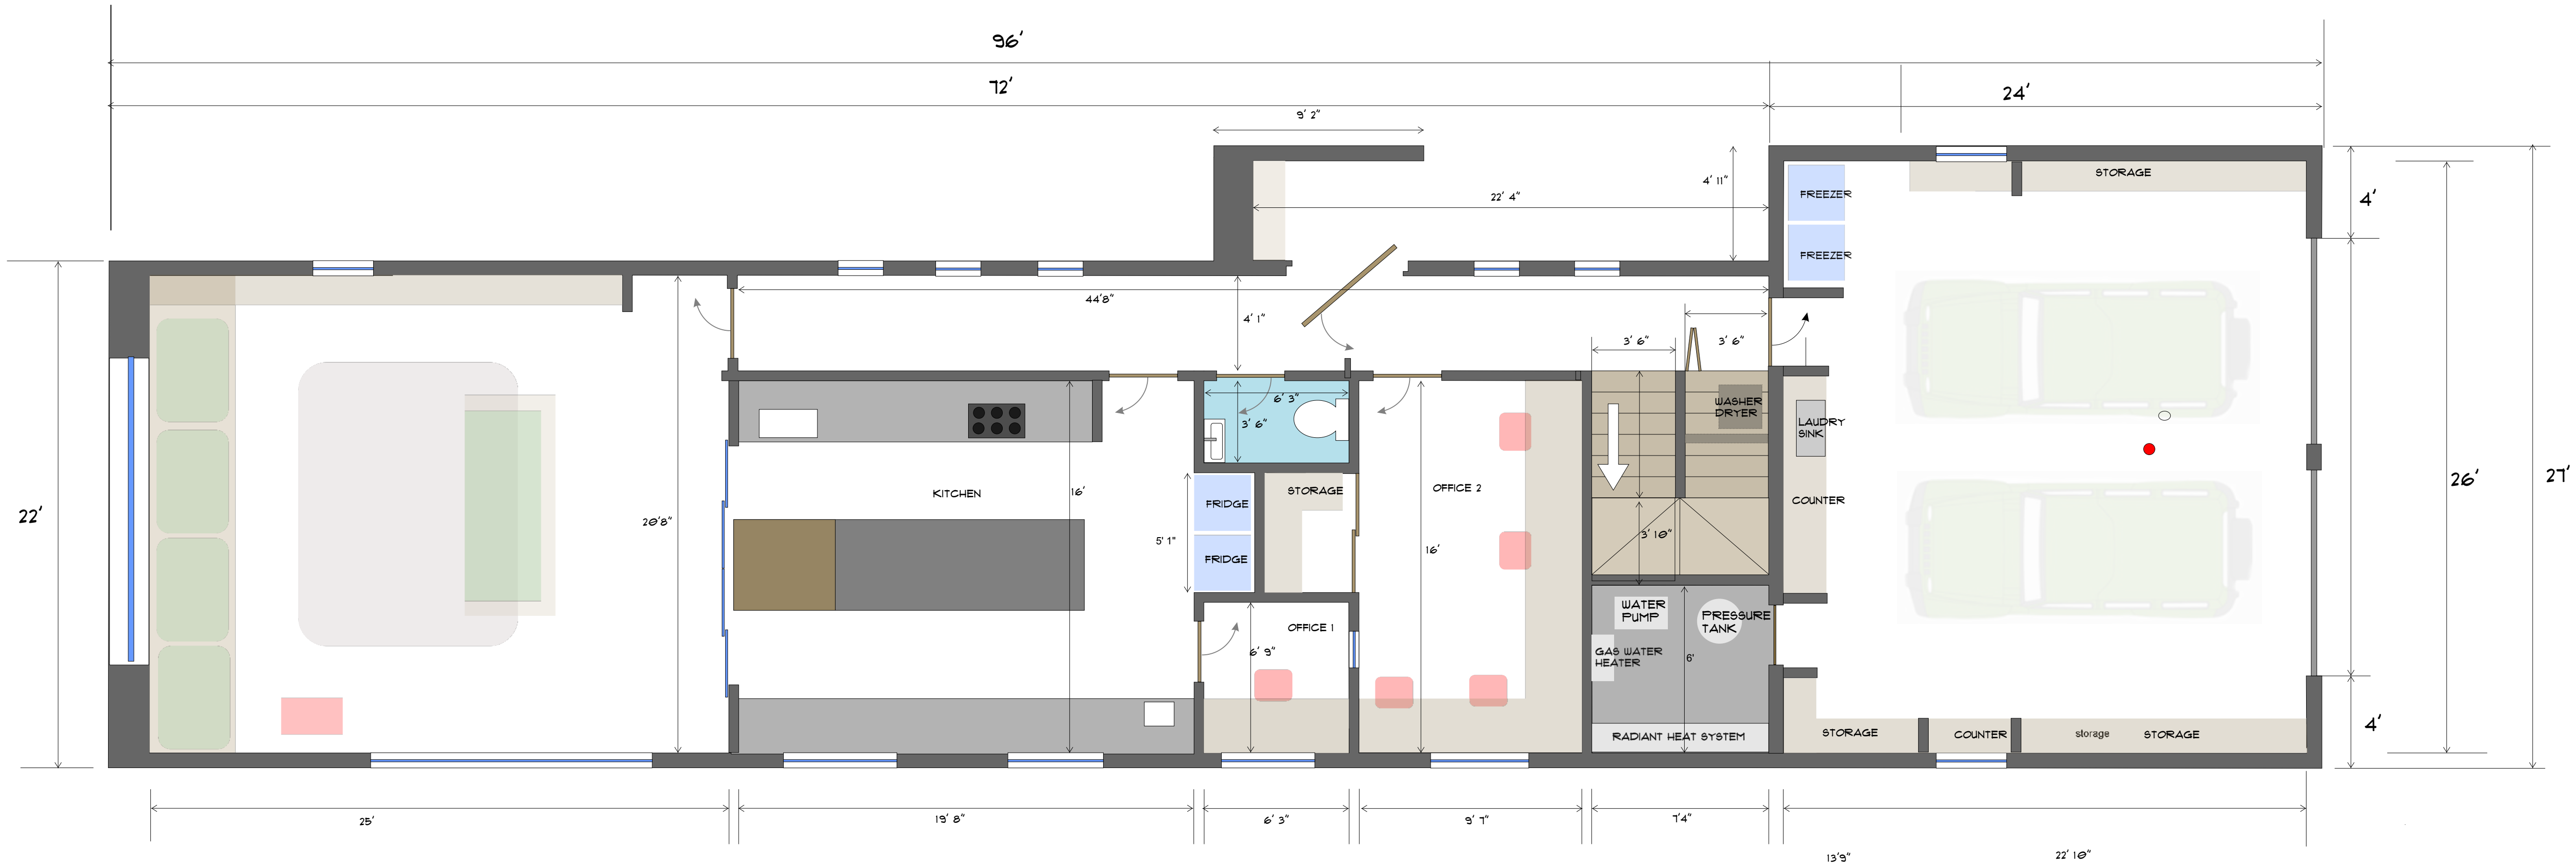 96'
72'
24'
9' 2"
4' 11"
22' 4"
STORAGE
FREEZER
FREEZER
4'
44'8"
4' 1"
3' 6"
3' 6"
6' 3"
3' 6"
WASHER
DRYER
LAUDRY
SINK
16'
KITCHEN
STORAGE
OFFICE 2
FRIDGE
COUNTER
26'
27'
22'
20'8"
5' 1"
FRIDGE
16'
3' 10"
WATER
PUMP
PRESSURE
TANK
OFFICE 1
6' 9"
GAS WATER
HEATER
6'
4'
RADIANT HEAT SYSTEM
STORAGE
COUNTER
storage
STORAGE
25'
19' 8"
6' 3"
9' 7"
7'4"
13'9"
22' 10"